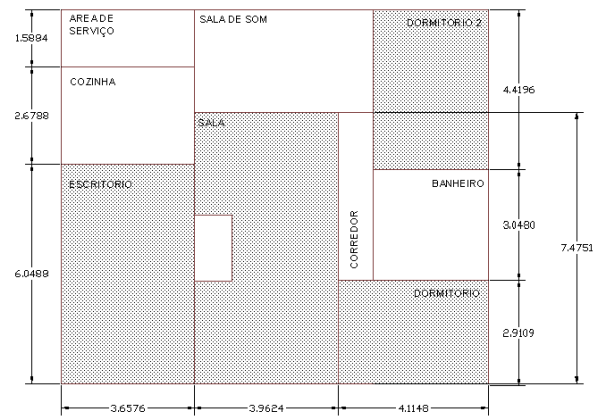 AREA DE
SERVIÇO
SALA DE SOM
DORMITORIO 2
1.5884
COZINHA
4.4196
2.6788
SALA
ESCRITORIO
BANHEIRO
CORREDOR
3.0480
7.4751
6.0488
DORMITORIO
2.9109
3.6576
3.9624
4.1148